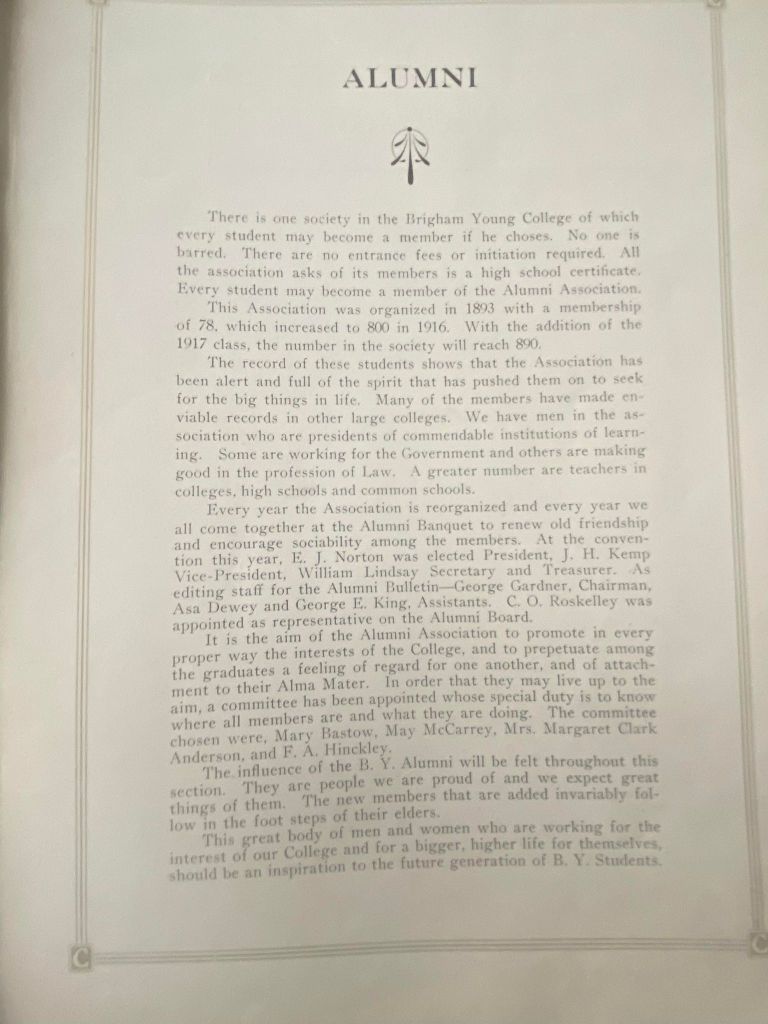 ALUMNI
There is one society in the Brigham Young College of which
every student may become a member if he choses. No one is
barred. There are no entrance fees or initiation required. All
the association asks of its members is a high school certificate.
Every student may become a member of the Alumni Association.
This Association was organized in 1893 with a membership
of 78, which increased to 800 in 1916. With the addition of the
1917 class, the number in the society will reach 890.
The record of these students shows that the Association has
been alert and full of the spirit that has pushed them on to seek
for the big things in life. Many of the members have made en-
viable records in other large colleges. We have men in the as-
sociation who are presidents of commendable institutions of learn-
ing. Some are working for the Government and others are making
good in the profession of Law. A greater number are teachers in
colleges, high schools and common schools.
Every year the Association is reorganized and every year we
all come together at the Alumni Banquet to renew old friendship
and encourage sociability among the members. At the conven-
tion this year, E. J. Norton was elected President, J. H. Kemp
Vice-President, William Lindsay Secretary and Treasurer. As
editing staff for the Alumni Bulletin—George Gardner, Chairman,
Asa Dewey and George E. King, Assistants. C. O. Roskelley was
appointed as representative on the Alumni Board.
It is the aim of the Alumni Association to promote in every
proper way the interests of the College, and to prepetuate among
the graduates a feeling of regard for one another, and of attach-
ment to their Alma Mater. In order that they may live up to the
aim, a committee has been appointed whose special duty is to know
where all members are and what they are doing. The committee
chosen were, Mary Bastow, May McCarrey, Mrs. Margaret Clark
Anderson, and F. A. Hinckley.
The influence of the B. Y. Alumni will be felt throughout this
section. They are people we are proud of and we expect great
things of them. The new members that are added invariably fol-
low in the foot steps of their elders.
This great body of men and women who are working for the
interest of our College and for a bigger, higher life for themselves,
should be an inspiration to the future generation of B. Y. Students.
C
C